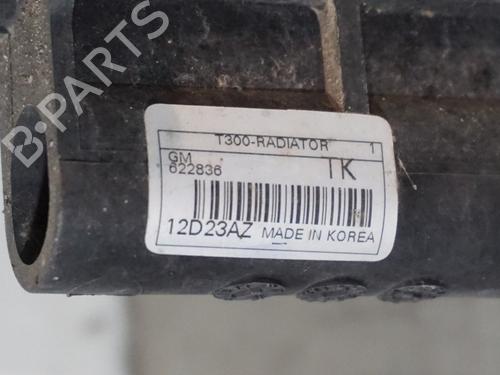 B-PARTS
T300-RADIATOR 1
GM TK
622836
12D23AZ MADE IN KOREA